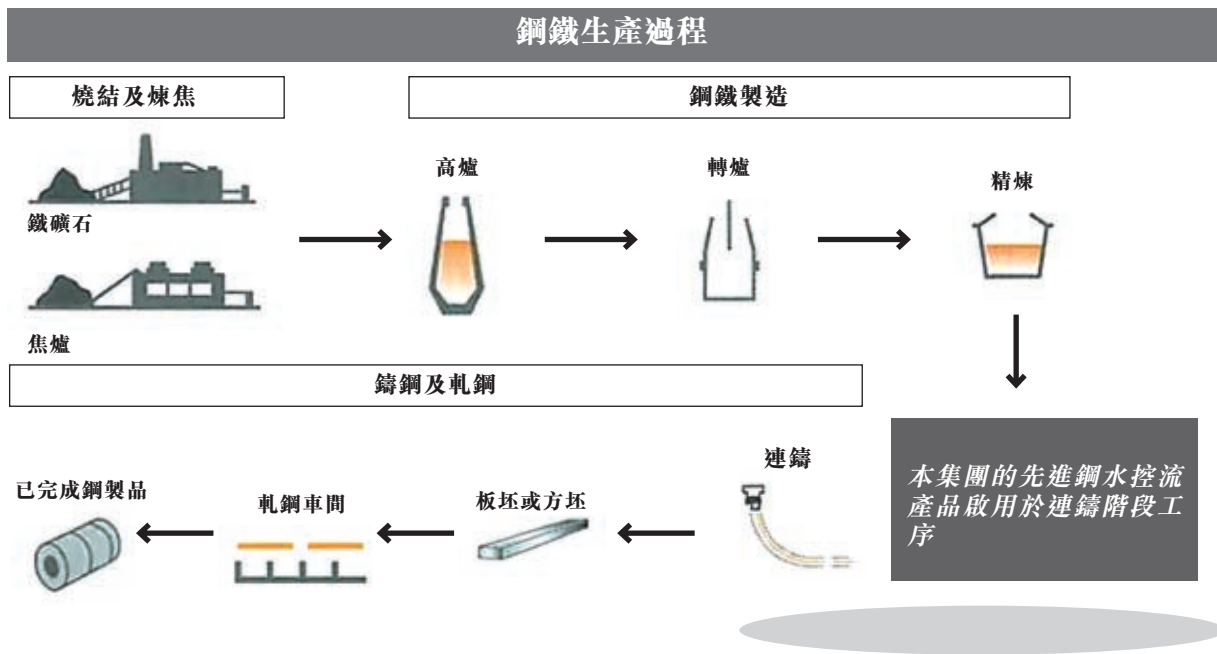 鋼鐵生產過程
燒結及煉焦
鋼鐵製造
鐵礦石
焦爐
高爐
轉爐
精煉
鑄鋼及軋鋼
本集團的先進鋼水控流
產品啟用於連鑄階段工
序
連鑄
板坯或方坯
軋鋼車間
已完成鋼製品